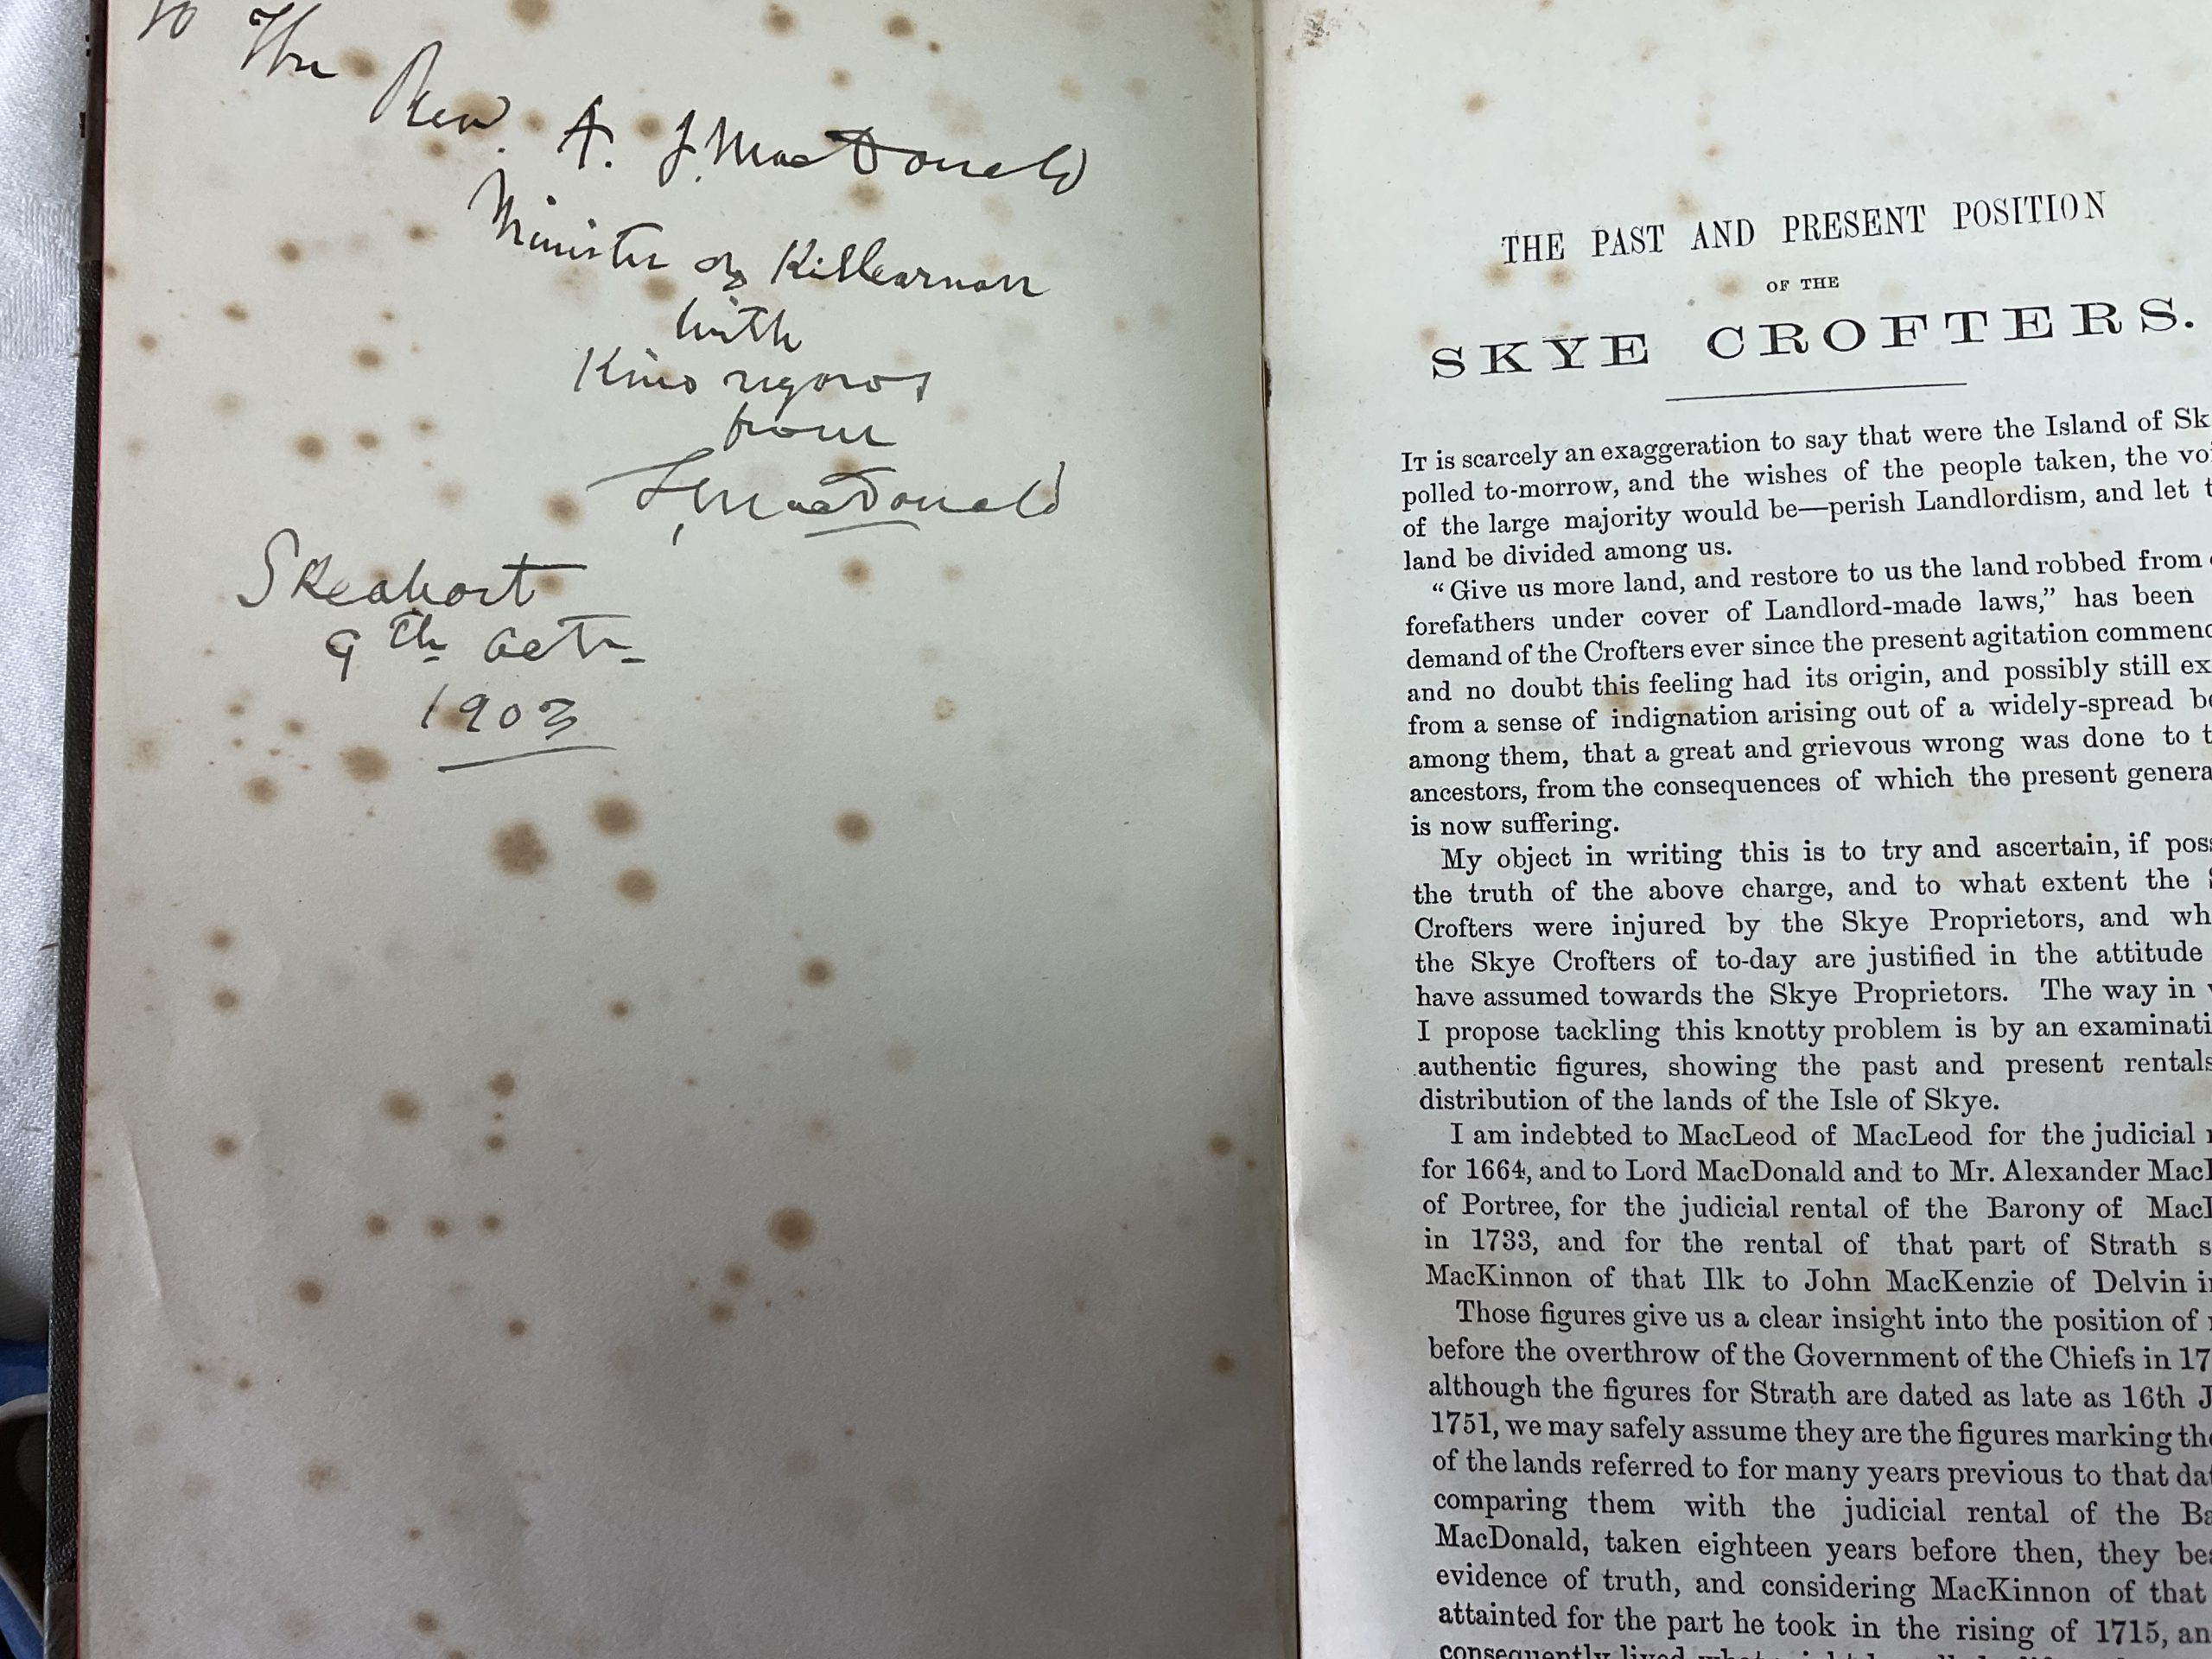 To The
Rev. A. J. MacDonald
Minister of Killearnan
with
Kind regards
from
L. MacDonald
Skeabost
9th Octr
1903
THE PAST AND PRESENT POSITION
OF THE
SKYE CROFTERS.
IT is scarcely an exaggeration to say that were the Island of Sk
polled to-morrow, and the wishes of the people taken, the vo
of the large majority would be—perish Landlordism, and let t
land be divided among us.
“Give us more land, and restore to us the land robbed from
forefathers under cover of Landlord-made laws,” has been
demand of the Crofters ever since the present agitation commenc
and no doubt this feeling had its origin, and possibly still ex
from a sense of indignation arising out of a widely-spread be
among them, that a great and grievous wrong was done to t
ancestors, from the consequences of which the present genera
is now suffering.
My object in writing this is to try and ascertain, if poss
the truth of the above charge, and to what extent the S
Crofters were injured by the Skye Proprietors, and wh
the Skye Crofters of to-day are justified in the attitude
have assumed towards the Skye Proprietors. The way in
I propose tackling this knotty problem is by an examinati
authentic figures, showing the past and present rentals
distribution of the lands of the Isle of Skye.
I am indebted to MacLeod of MacLeod for the judicial
for 1664, and to Lord MacDonald and to Mr. Alexander Mac
of Portree, for the judicial rental of the Barony of Mac
in 1733, and for the rental of that part of Strath s
MacKinnon of that Ilk to John MacKenzie of Delvin in
Those figures give us a clear insight into the position of
before the overthrow of the Government of the Chiefs in 17
although the figures for Strath are dated as late as 16th J
1751, we may safely assume they are the figures marking the
of the lands referred to for many years previous to that dat
comparing them with the judicial rental of the Ba
MacDonald, taken eighteen years before then, they bea
evidence of truth, and considering MacKinnon of that
attainted for the part he took in the rising of 1715, an
consequently lived